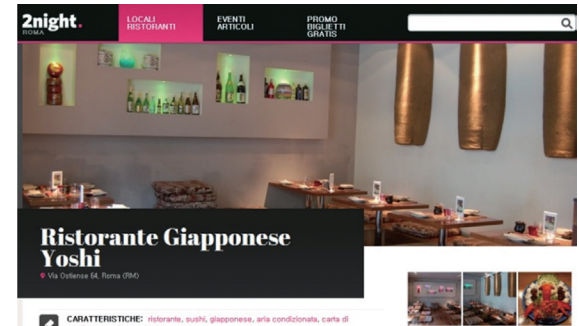 2night.
ROMA
LOCALI
RISTORANTI
EVENTI
ARTICOLI
PROMO
BIGLIETTI
GRATIS
Ristorante Giapponese
Yoshi
Via Ostiense 64, Roma (RM)
CARATTERISTICHE: ristorante, sushi, giapponese, aria condizionata, carta di